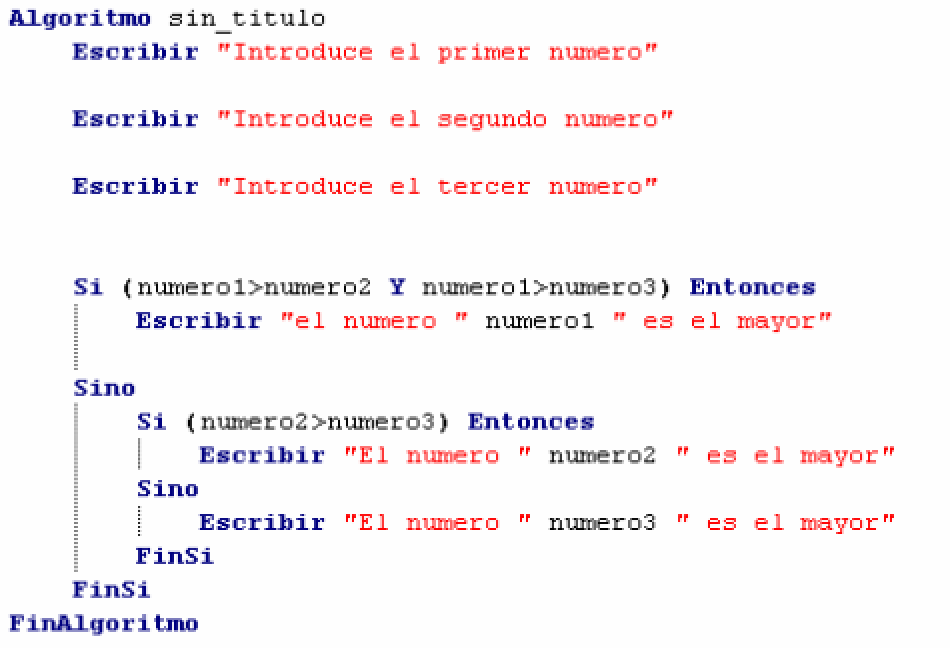 Algoritmo sin_titulo
Escribir "Introduce el primer numero"
Escribir "Introduce el segundo numero"
Escribir "Introduce el tercer numero"
Si (numero1>numero2 Y numero1>numero3) Entonces
Escribir "el numero " numero1 " es el mayor"
Sino
Si (numero2>numero3) Entonces
Escribir "El numero " numero2 " es el mayor"
Sino
Escribir "El numero " numero3 " es el mayor"
FinSi
FinSi
FinAlgoritmo